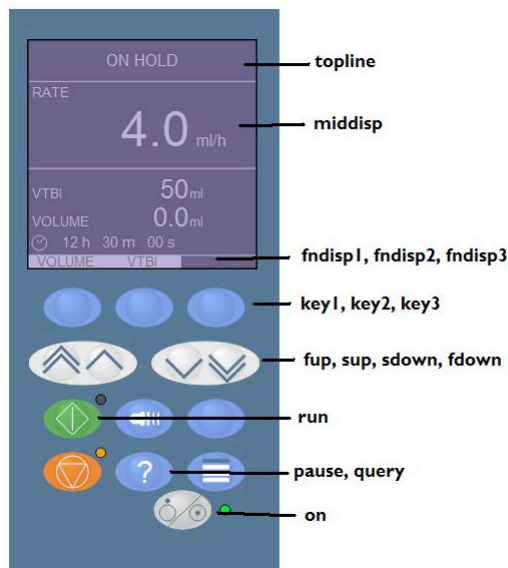 ON HOLD
topline
RATE
4.0 ml/h
middisp
VTBI 50ml
VOLUME 0.0ml
12 h 30 m 00 s
VOLUME VTBI
fndisp1, fndisp2, fndisp3
key1, key2, key3
fup, sup, sdown, fdown
run
?
pause, query
on